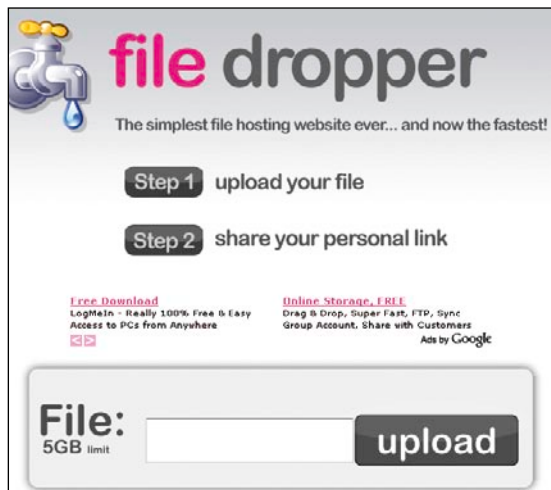 file dropper
The simplest file hosting website ever... and now the fastest!
Step 1 upload your file
Step 2 share your personal link
Free Download
LogMeIn - Really 100% Free & Easy
Access to PCs from Anywhere
Online Storage, FREE
Drag & Drop, Super Fast, FTP, Sync
Group Account. Share with Customers
Ads by Google
File:
5GB limit
upload